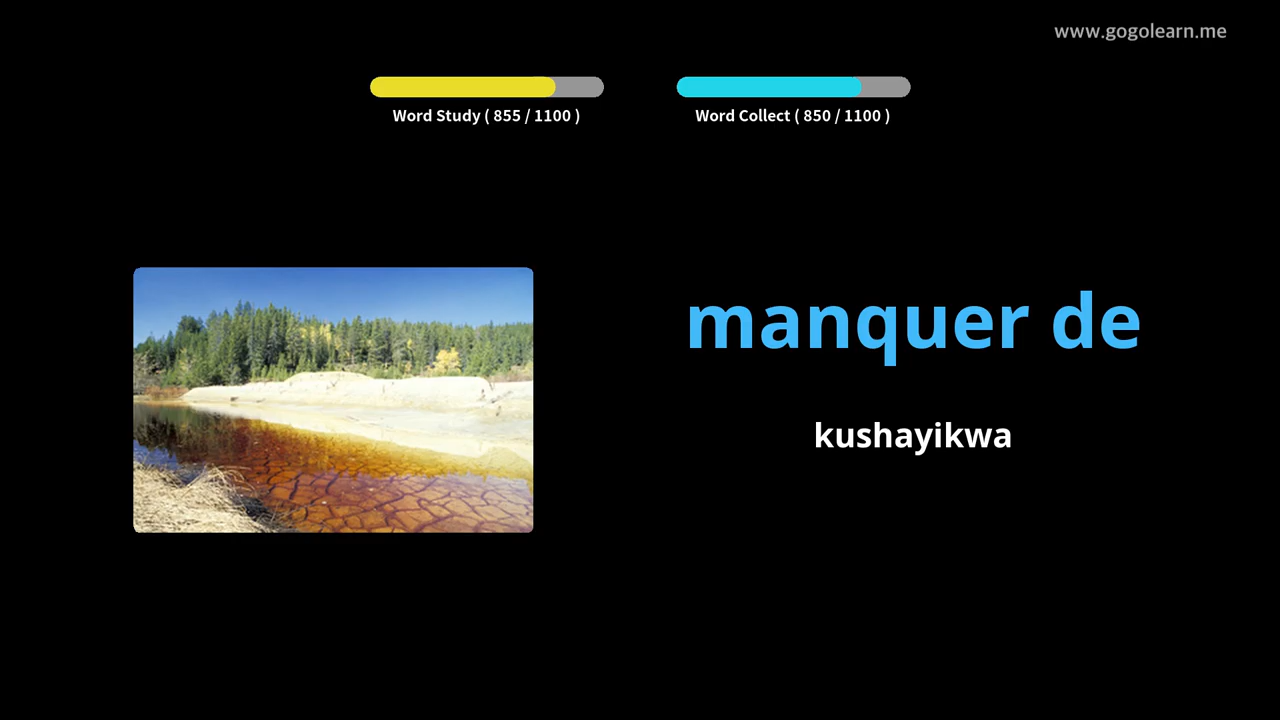 www.gogolearn.me
Word Study ( 855 / 1100 )
Word Collect ( 850 / 1100 )
manquer de
kushayikwa